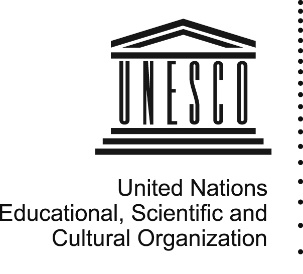 UNESCO
United Nations
Educational, Scientific and
Cultural Organization